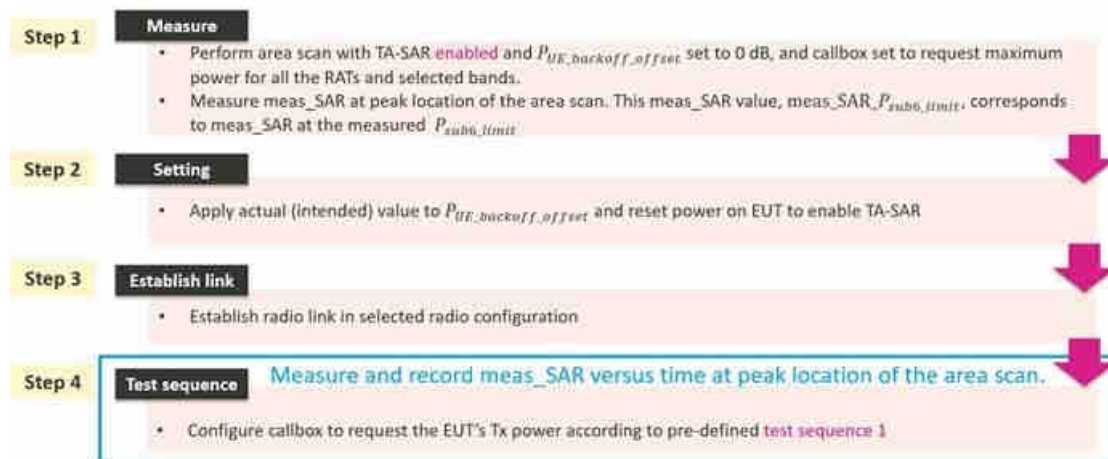 Step 1
Measure
• Perform area scan with TA-SAR enabled and P_UE_backoff_offset set to 0 dB, and callbox set to request maximum
power for all the RATs and selected bands.
• Measure meas_SAR at peak location of the area scan. This meas_SAR value, meas_SAR_P_sub6_limit, corresponds
to meas_SAR at the measured P_sub6_limit
Step 2
Setting
• Apply actual (intended) value to P_UE_backoff_offset and reset power on EUT to enable TA-SAR
Step 3
Establish link
• Establish radio link in selected radio configuration
Step 4
Test sequence
Measure and record meas_SAR versus time at peak location of the area scan.
• Configure callbox to request the EUT's Tx power according to pre-defined test sequence 1